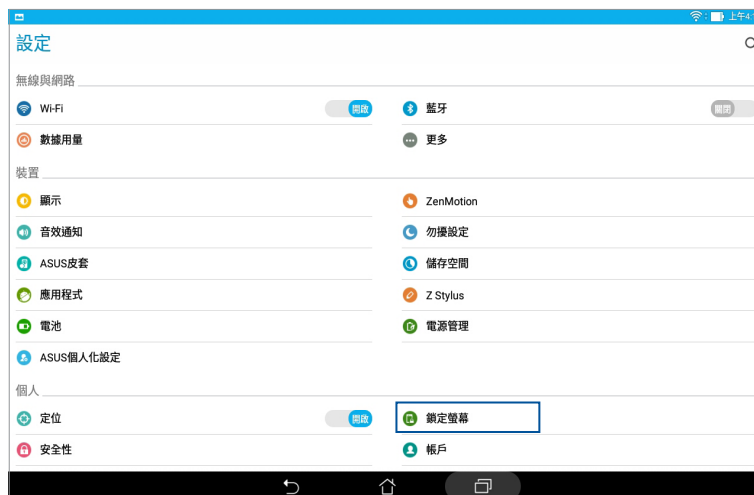 上午4:
設定
無線與網路
Wi-Fi 開啟 藍牙 關閉
數據用量 更多
裝置
顯示 ZenMotion
音效通知 勿擾設定
ASUS皮套 儲存空間
應用程式 Z Stylus
電池 電源管理
ASUS個人化設定
個人
定位 開啟 鎖定螢幕
安全性 帳戶